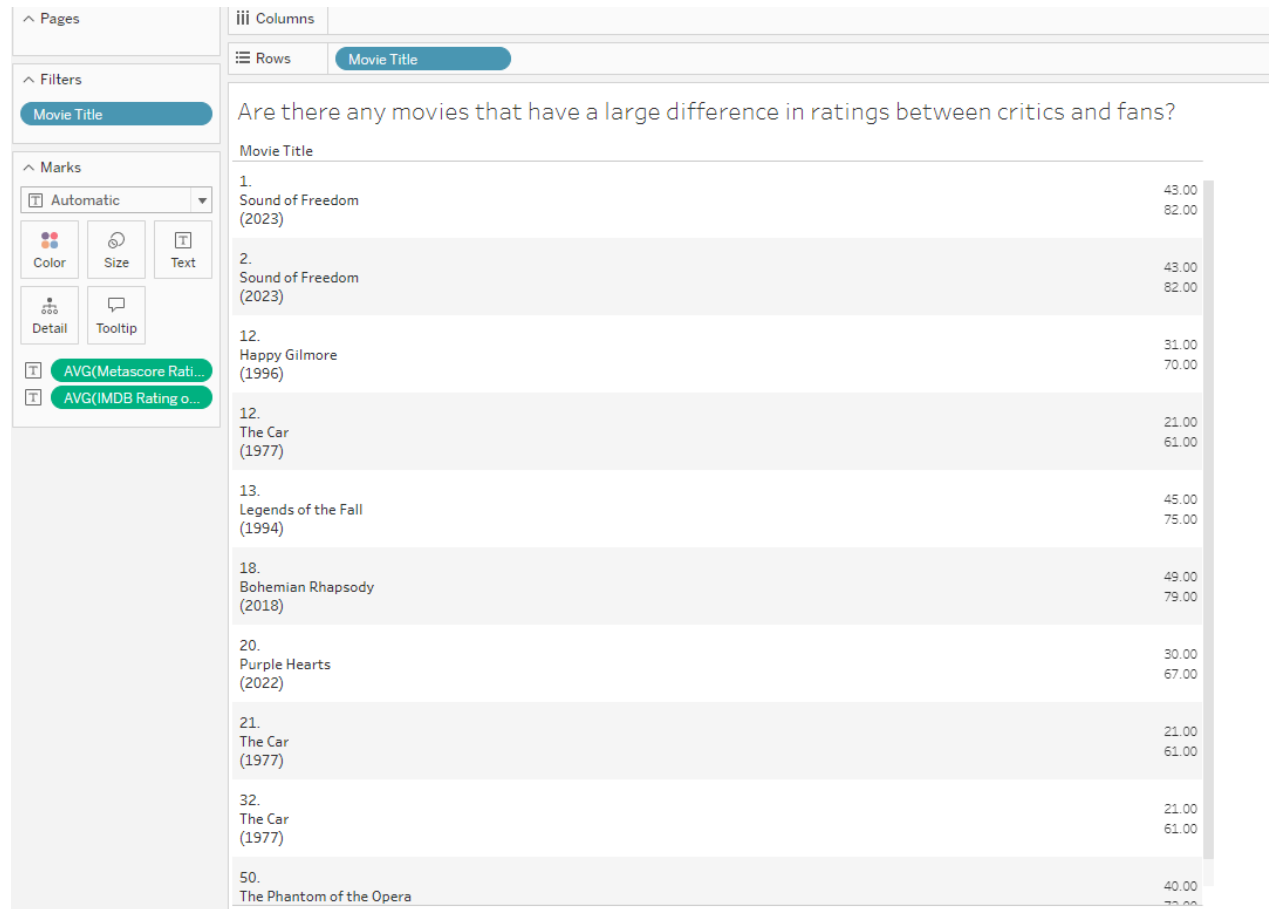 Pages
Columns
Rows
Movie Title
Filters
Movie Title
Marks
Automatic
Color
Size
Text
Detail
Tooltip
AVG(Metascore Rati...
AVG(IMDB Rating o...
Are there any movies that have a large difference in ratings between critics and fans?
Movie Title
1.
Sound of Freedom
(2023)
43.00
82.00
2.
Sound of Freedom
(2023)
43.00
82.00
12.
Happy Gilmore
(1996)
31.00
70.00
12.
The Car
(1977)
21.00
61.00
13.
Legends of the Fall
(1994)
45.00
75.00
18.
Bohemian Rhapsody
(2018)
49.00
79.00
20.
Purple Hearts
(2022)
30.00
67.00
21.
The Car
(1977)
21.00
61.00
32.
The Car
(1977)
21.00
61.00
50.
The Phantom of the Opera
40.00